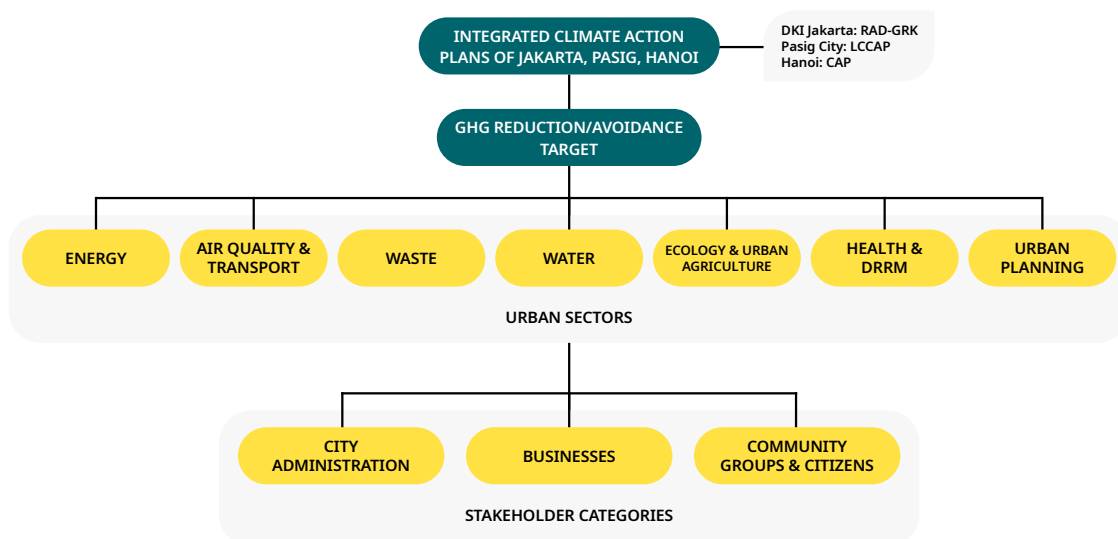 INTEGRATED CLIMATE ACTION
PLANS OF JAKARTA, PASIG, HANOI
DKI Jakarta: RAD-GRK
Pasig City: LCCAP
Hanoi: CAP
GHG REDUCTION/AVOIDANCE
TARGET
ENERGY
AIR QUALITY &
TRANSPORT
WASTE
WATER
ECOLOGY & URBAN
AGRICULTURE
HEALTH &
DRRM
URBAN
PLANNING
URBAN SECTORS
CITY
ADMINISTRATION
BUSINESSES
COMMUNITY
GROUPS & CITIZENS
STAKEHOLDER CATEGORIES